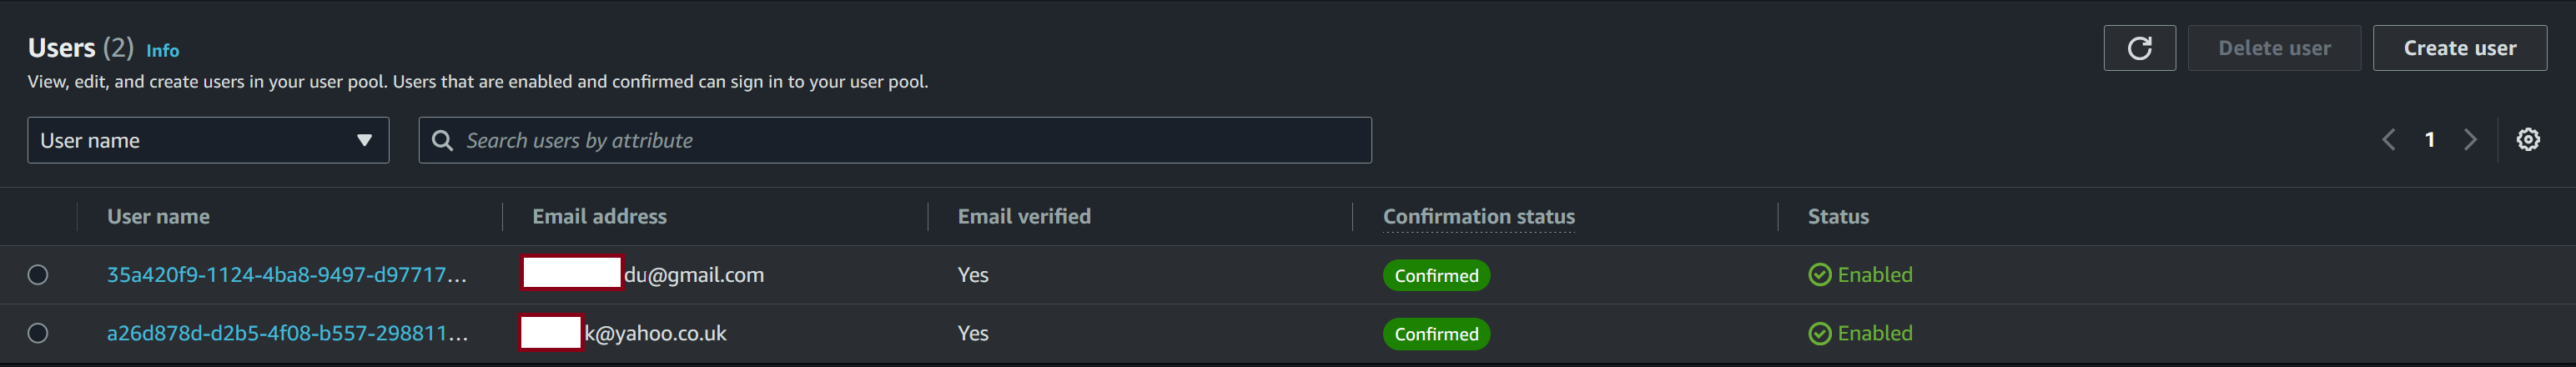 Users (2) Info
Delete user
Create user
View, edit, and create users in your user pool. Users that are enabled and confirmed can sign in to your user pool.
User name
Search users by attribute
1
User name Email address Email verified Confirmation status Status
35a420f9-1124-4ba8-9497-d97717... du@gmail.com Yes Confirmed Enabled
a26d878d-d2b5-4f08-b557-298811... k@yahoo.co.uk Yes Confirmed Enabled